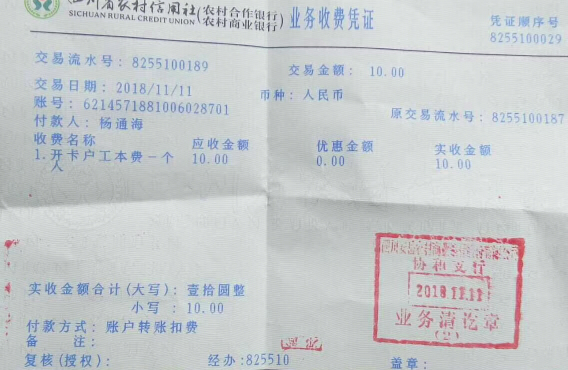 四川省农村信用社(农村合作银行 农村商业银行) 业务收费凭证
SICHUAN RURAL CREDIT UNION
凭证顺序号:
8255100029
交易流水号: 8255100189 交易金额: 10.00
交易日期: 2018/11/11 币种: 人民币
账号: 6214571881006028701 原交易流水号: 8255100187
付款人: 杨通海
收费名称 应收金额 优惠金额 实收金额
1.开卡户工本费-个人 10.00 0.00 10.00
协和支行
2018.11.11
业务清讫章
(2)
实收金额合计(大写): 壹拾圆整
小写: 10.00
付款方式: 账户转账扣费
备 注:
复核(授权): 经办:825510 盖章: